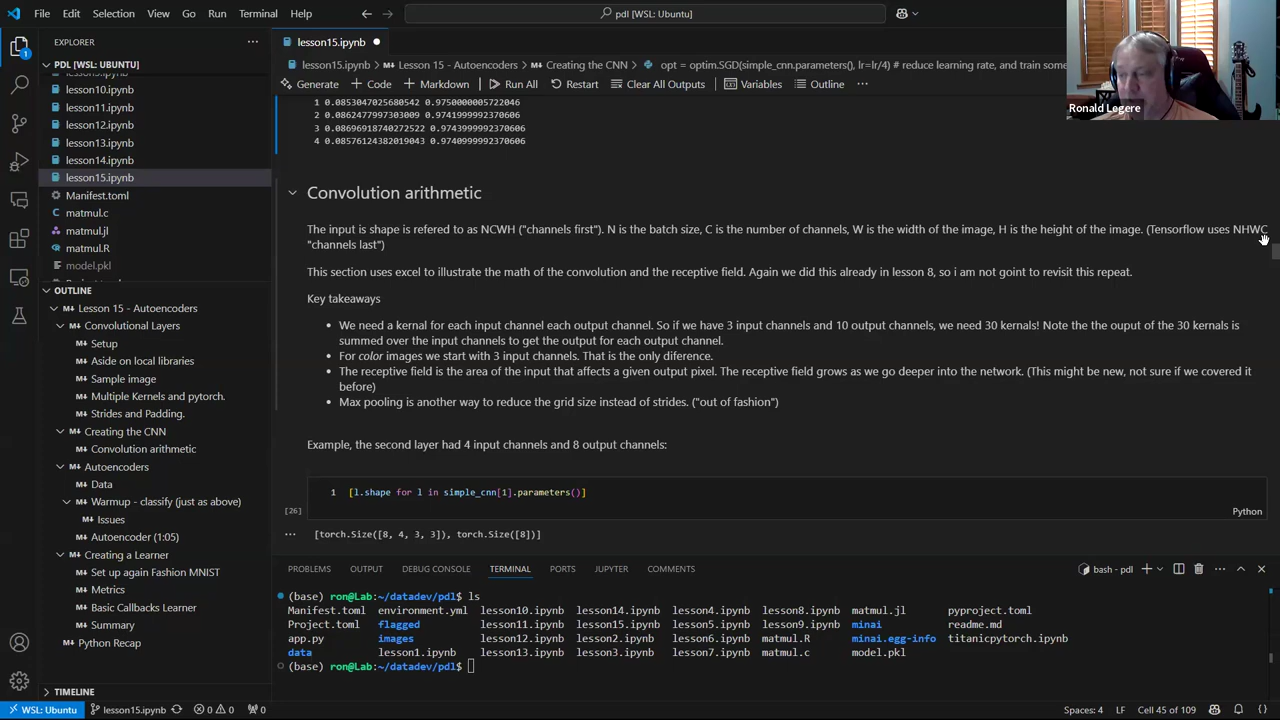 File Edit Selection View Go Run Terminal Help
pdl [WSL: Ubuntu]
Ronald Legere
EXPLORER
PDL [WSL: UBUNTU]
lesson10.ipynb
lesson11.ipynb
lesson12.ipynb
lesson13.ipynb
lesson14.ipynb
lesson15.ipynb
Manifest.toml
matmul.c
matmul.jl
matmul.R
model.pkl
OUTLINE
Lesson 15 - Autoencoders
Convolutional Layers
Setup
Aside on local libraries
Sample image
Multiple Kernels and pytorch.
Strides and Padding.
Creating the CNN
Convolution arithmetic
Autoencoders
Data
Warmup - classify (just as above)
Issues
Autoencoder (1:05)
Creating a Learner
Set up again Fashion MNIST
Metrics
Basic Callbacks Learner
Summary
Python Recap
TIMELINE
lesson15.ipynb
lesson15.ipynb > Lesson 15 - Autoencoders > Creating the CNN > opt = optim.SGD(simple_cnn.parameters(), lr=lr/4) # reduce learning rate, and train som
Generate + Code + Markdown Run All Restart Clear All Outputs Variables Outline ...
1 0.0853047025680542 0.9750000005722046
2 0.08624779973030091 0.9741999992370606
3 0.08696918740272522 0.9743999991370606
4 0.08576124382019043 0.9740999992370606
Convolution arithmetic
The input is shape is refered to as NCWH ("channels first"). N is the batch size, C is the number of channels, W is the width of the image, H is the height of the image. (Tensorflow uses NHWC
"channels last")
This section uses excel to illustrate the math of the convolution and the receptive field. Again we did this already in lesson 8, so i am not goint to revisit this repeat.
Key takeaways
• We need a kernal for each input channel each output channel. So if we have 3 input channels and 10 output channels, we need 30 kernals! Note the the ouput of the 30 kernals is
summed over the input channels to get the output for each output channel.
• For color images we start with 3 input channels. That is the only diference.
• The receptive field is the area of the input that affects a given output pixel. The receptive field grows as we go deeper into the network. (This might be new, not sure if we covered it
before)
• Max pooling is another way to reduce the grid size instead of strides. ("out of fashion")
Example, the second layer had 4 input channels and 8 output channels:
1 [l.shape for l in simple_cnn[1].parameters()]
[26]
Python
... [torch.Size([8, 4, 3, 3]), torch.Size([8])]
PROBLEMS OUTPUT DEBUG CONSOLE TERMINAL PORTS JUPYTER COMMENTS
bash - pdl
(base) ron@Lab:~/datadev/pdl$ ls
Manifest.toml environment.yml lesson10.ipynb lesson14.ipynb lesson4.ipynb lesson8.ipynb matmul.jl pyproject.toml
Project.toml flagged lesson11.ipynb lesson15.ipynb lesson5.ipynb lesson9.ipynb minai readme.md
app.py images lesson12.ipynb lesson2.ipynb lesson6.ipynb matmul.R minai.egg-info titanicpytorch.ipynb
data lesson1.ipynb lesson13.ipynb lesson3.ipynb lesson7.ipynb matmul.c model.pkl
(base) ron@Lab:~/datadev/pdl$
WSL: Ubuntu lesson15.ipynb 0 0 0 Spaces: 4 LF Cell 45 of 109